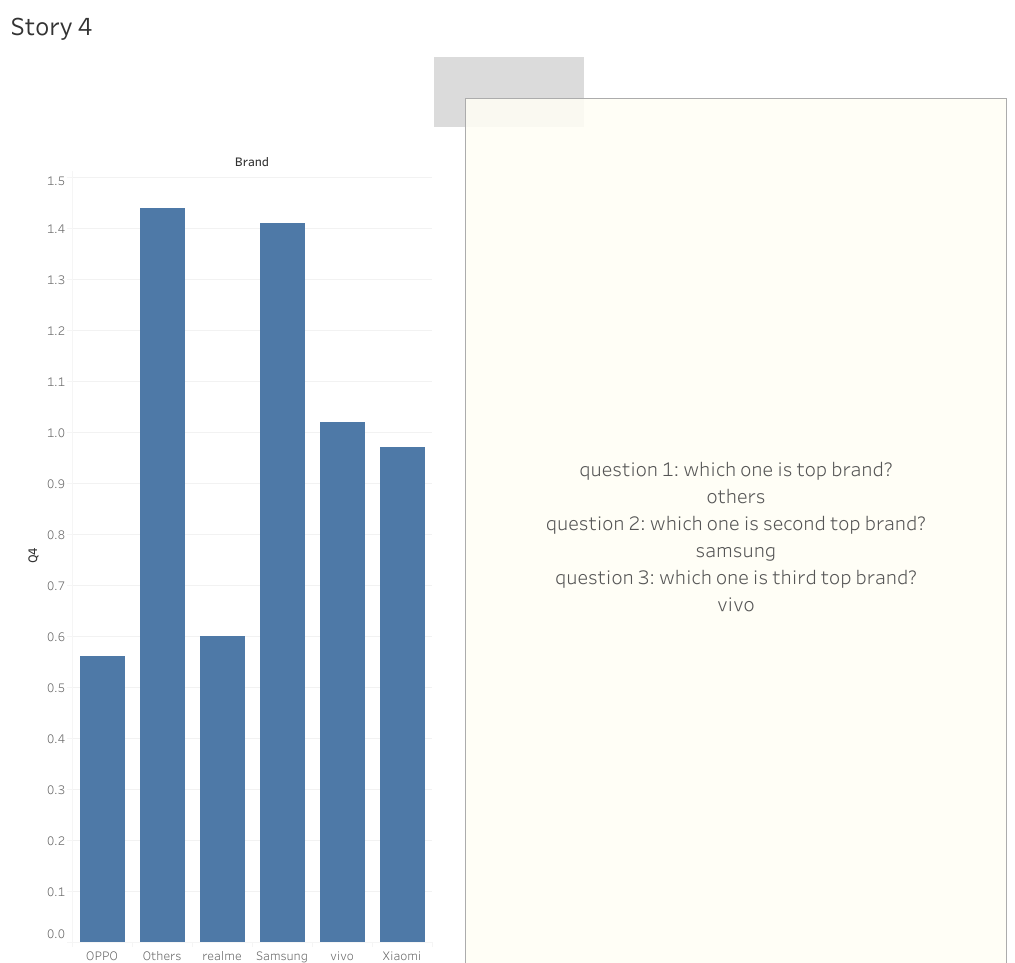 Story 4
Brand
1.5
1.4
1.3
1.2
1.1
1.0
0.9
0.8
0.7
0.6
0.5
0.4
0.3
0.2
0.1
0.0
Q4
OPPO Others realme Samsung vivo Xiaomi
question 1: which one is top brand?
others
question 2: which one is second top brand?
samsung
question 3: which one is third top brand?
vivo